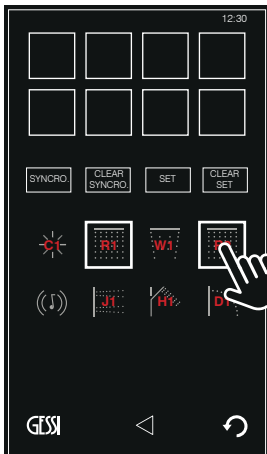 12:30
SYNCRO.
CLEAR
SYNCRO.
SET
CLEAR
SET
C1
R1
W1
J1
H1
D1
GESSI